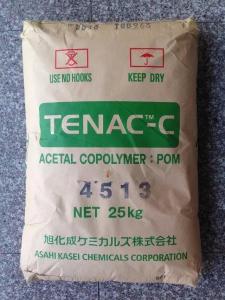 USE NO HOOKS
KEEP DRY
TENAC™-C
ACETAL COPOLYMER : POM
4513
NET 25kg
旭化成ケミカルズ株式会社
ASAHI KASEI CHEMICALS CORPORATION